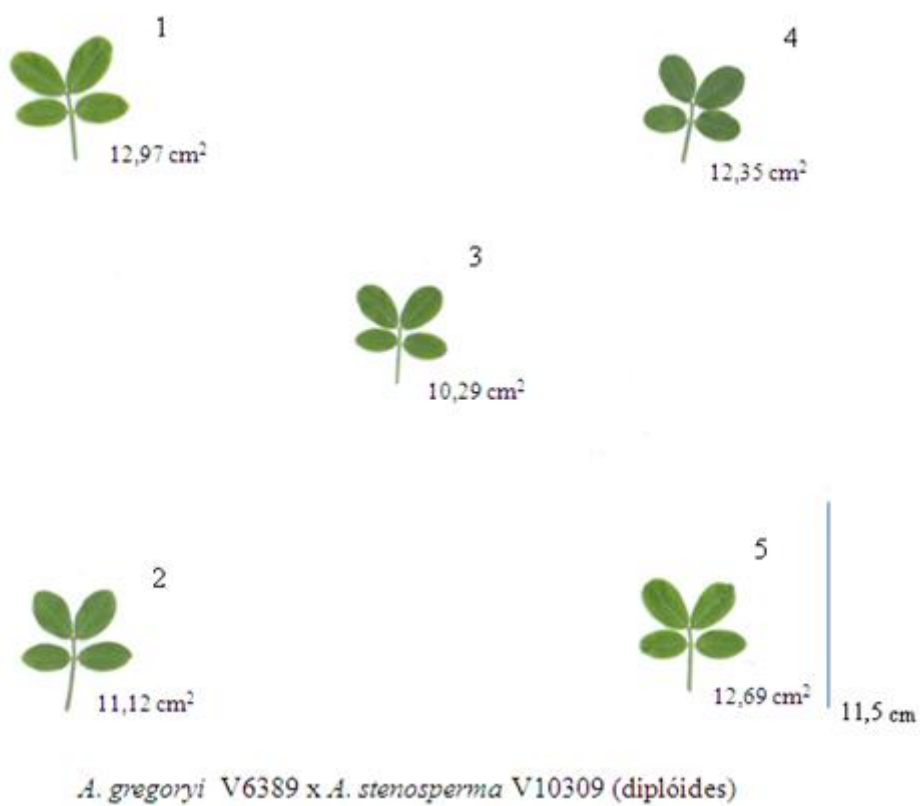 1
12,97 cm²
4
12,35 cm²
3
10,29 cm²
2
11,12 cm²
5
12,69 cm²
11,5 cm
A. gregoryi V6389 x A. stenosperma V10309 (diplóides)